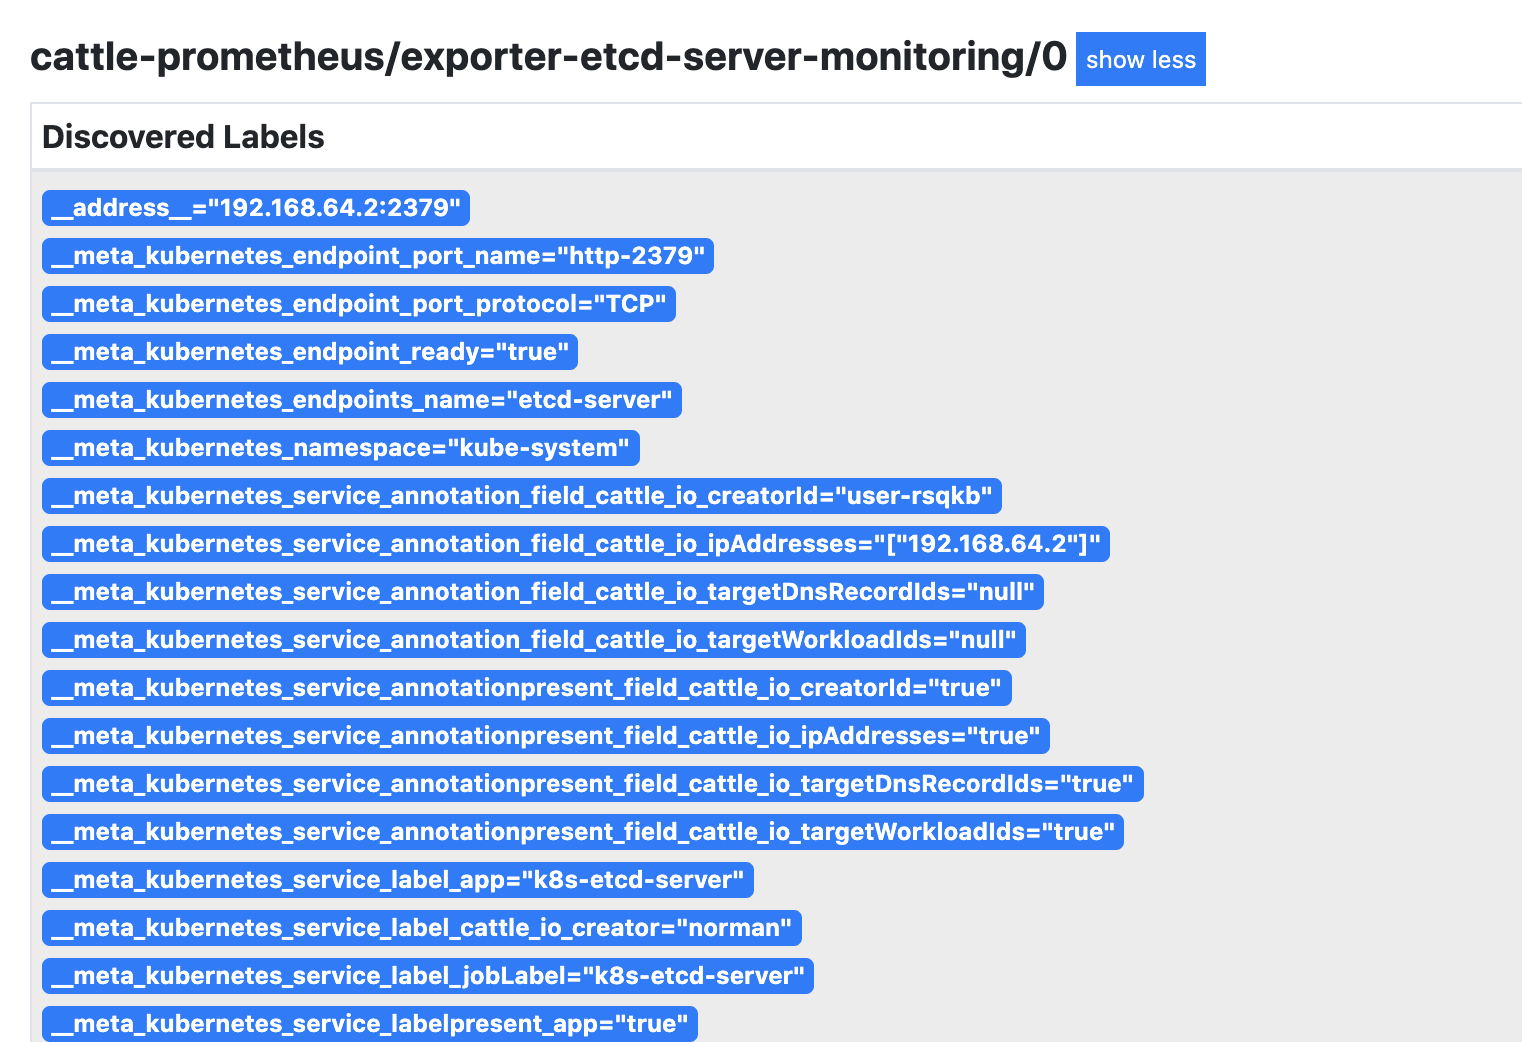 cattle-prometheus/exporter-etcd-server-monitoring/0 show less
Discovered Labels
__address__="192.168.64.2:2379"
__meta_kubernetes_endpoint_port_name="http-2379"
__meta_kubernetes_endpoint_port_protocol="TCP"
__meta_kubernetes_endpoint_ready="true"
__meta_kubernetes_endpoints_name="etcd-server"
__meta_kubernetes_namespace="kube-system"
__meta_kubernetes_service_annotation_field_cattle_io_creatorId="user-rsqkb"
__meta_kubernetes_service_annotation_field_cattle_io_ipAddresses="["192.168.64.2"]"
__meta_kubernetes_service_annotation_field_cattle_io_targetDnsRecordIds="null"
__meta_kubernetes_service_annotation_field_cattle_io_targetWorkloadIds="null"
__meta_kubernetes_service_annotationpresent_field_cattle_io_creatorId="true"
__meta_kubernetes_service_annotationpresent_field_cattle_io_ipAddresses="true"
__meta_kubernetes_service_annotationpresent_field_cattle_io_targetDnsRecordIds="true"
__meta_kubernetes_service_annotationpresent_field_cattle_io_targetWorkloadIds="true"
__meta_kubernetes_service_label_app="k8s-etcd-server"
__meta_kubernetes_service_label_cattle_io_creator="norman"
__meta_kubernetes_service_label_jobLabel="k8s-etcd-server"
__meta_kubernetes_service_labelpresent_app="true"